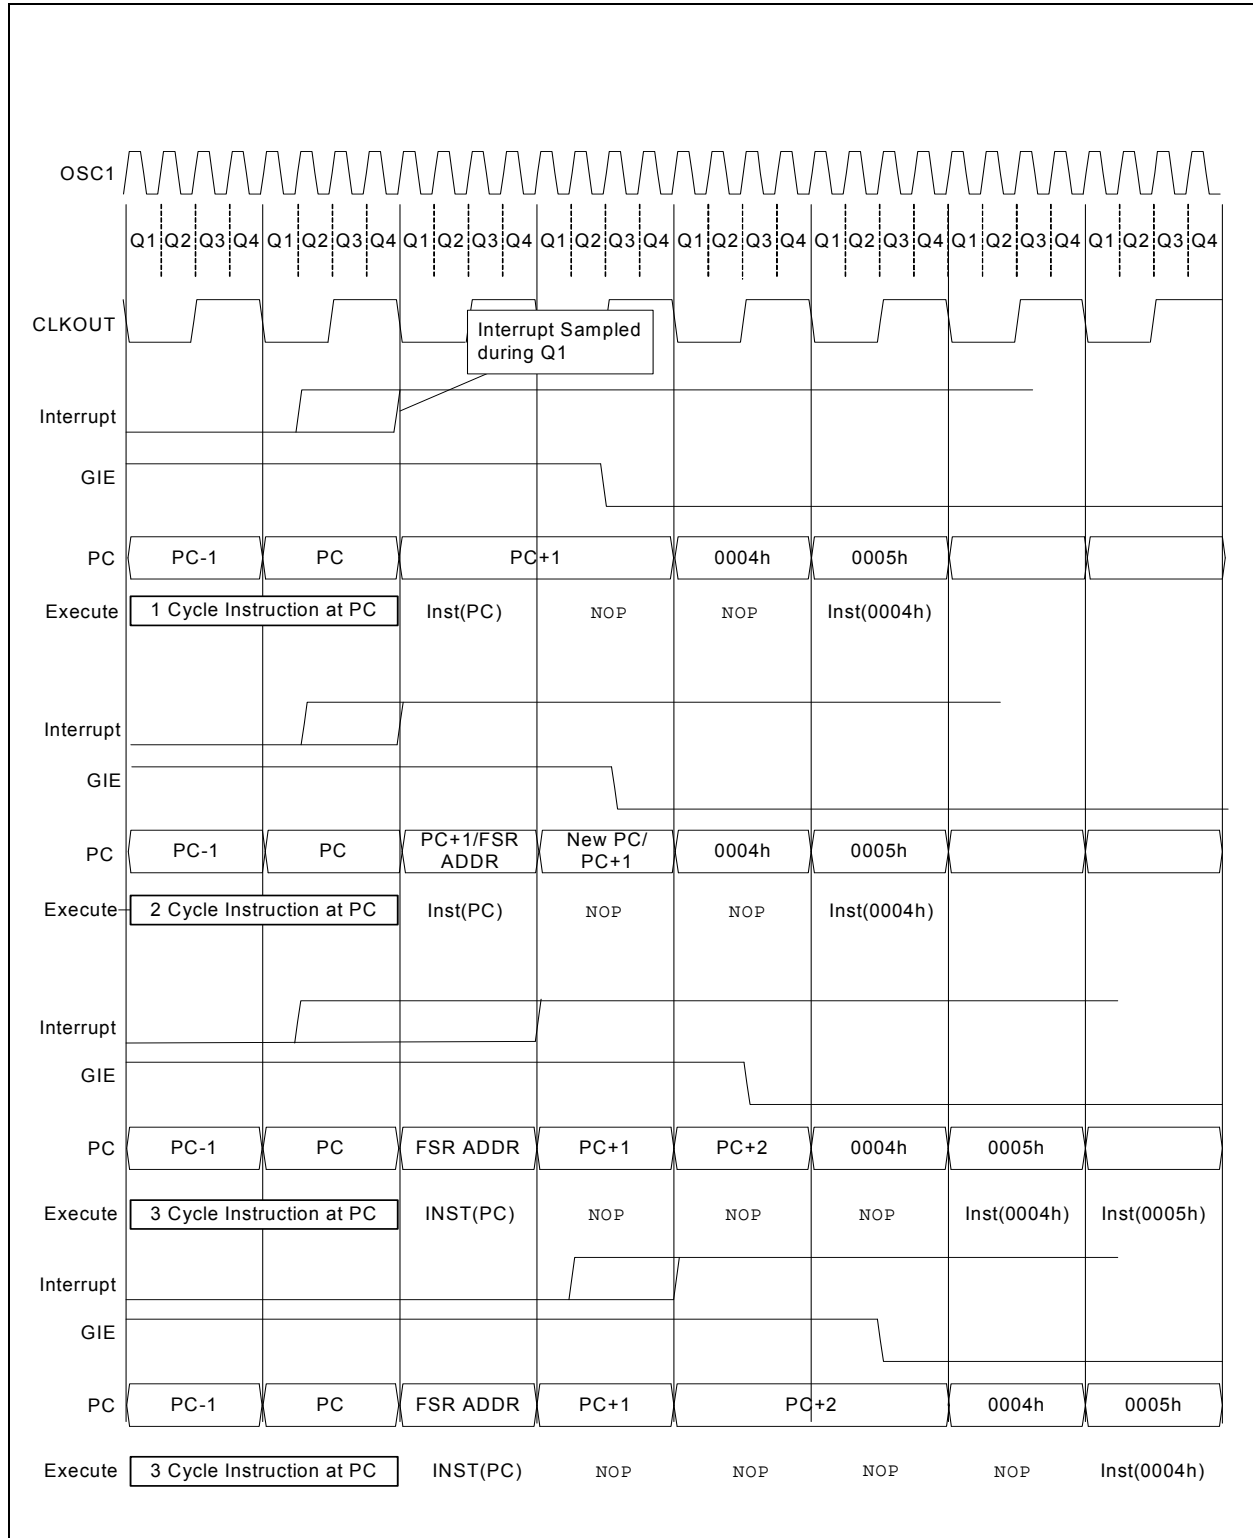 OSC1
Q1 Q2 Q3 Q4 Q1 Q2 Q3 Q4 Q1 Q2 Q3 Q4 Q1 Q2 Q3 Q4 Q1 Q2 Q3 Q4 Q1 Q2 Q3 Q4 Q1 Q2 Q3 Q4 Q1 Q2 Q3 Q4
CLKOUT
Interrupt Sampled
during Q1
Interrupt
GIE
PC PC-1 PC PC+1 0004h 0005h
Execute 1 Cycle Instruction at PC Inst(PC) NOP NOP Inst(0004h)
Interrupt
GIE
PC PC-1 PC PC+1/FSR ADDR New PC/ PC+1 0004h 0005h
Execute 2 Cycle Instruction at PC Inst(PC) NOP NOP Inst(0004h)
Interrupt
GIE
PC PC-1 PC FSR ADDR PC+1 PC+2 0004h 0005h
Execute 3 Cycle Instruction at PC INST(PC) NOP NOP NOP Inst(0004h) Inst(0005h)
Interrupt
GIE
PC PC-1 PC FSR ADDR PC+1 PC+2 0004h 0005h
Execute 3 Cycle Instruction at PC INST(PC) NOP NOP NOP NOP Inst(0004h)